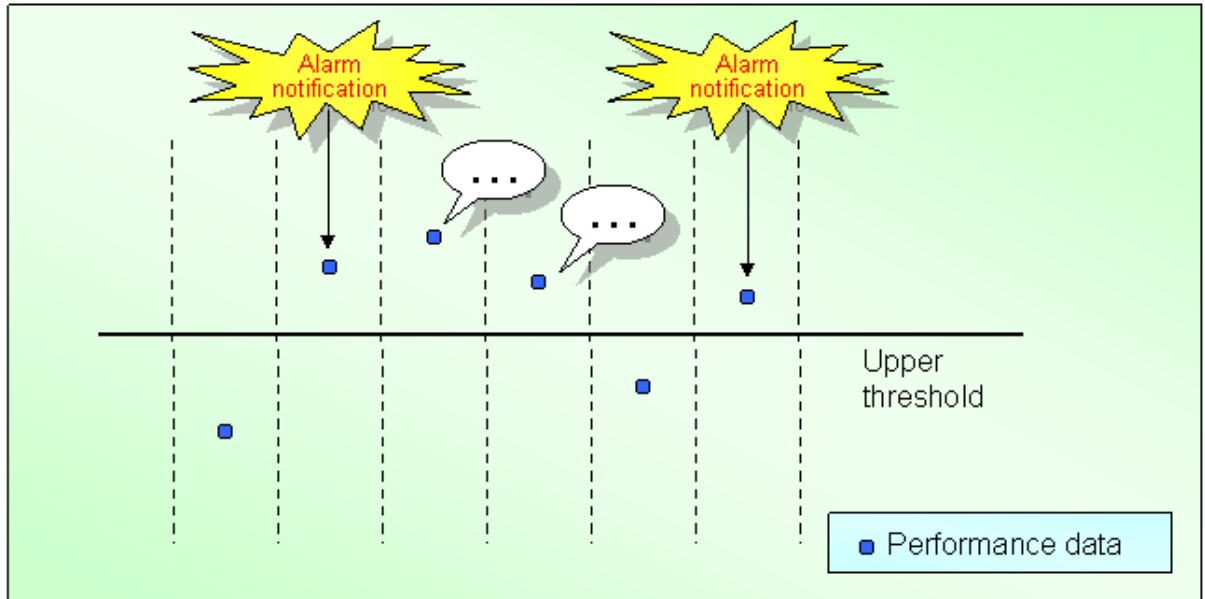 Alarm
notification
Alarm
notification
...
...
Upper
threshold
Performance data